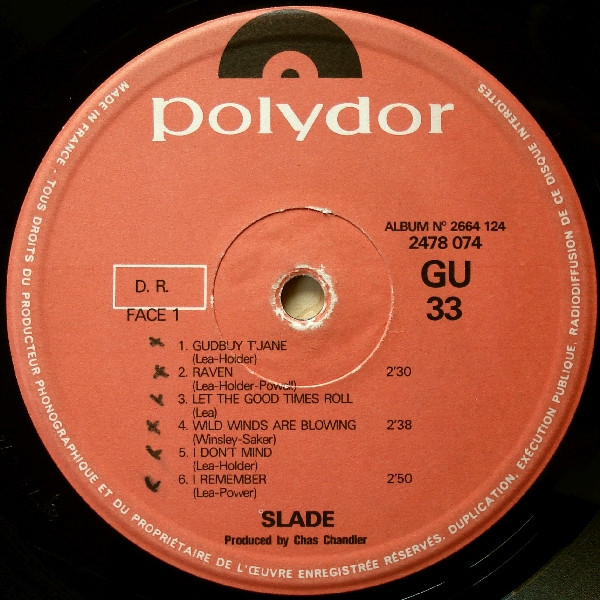 polydor
MADE IN FRANCE - TOUS DROITS DU PRODUCTEUR PHONOGRAPHIQUE ET DU PROPRIÉTAIRE DE L'ŒUVRE ENREGISTRÉE RÉSERVÉS. DUPLICATION, EXÉCUTION PUBLIQUE, RADIODIFFUSION DE CE DISQUE INTERDITES
ALBUM Nº 2664 124
2478 074
GU
33
D. R.
FACE 1
1. GUDBUY T'JANE
(Lea-Holder)
2. RAVEN 2'30
(Lea-Holder-Powell)
3. LET THE GOOD TIMES ROLL
(Lea)
4. WILD WINDS ARE BLOWING 2'38
(Winsley-Saker)
5. I DON'T MIND
(Lea-Holder)
6. I REMEMBER 2'50
(Lea-Power)
SLADE
Produced by Chas Chandler